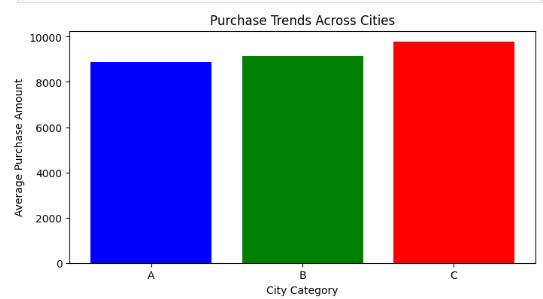 Purchase Trends Across Cities
10000
8000
6000
4000
2000
0
Average Purchase Amount
A B C
City Category